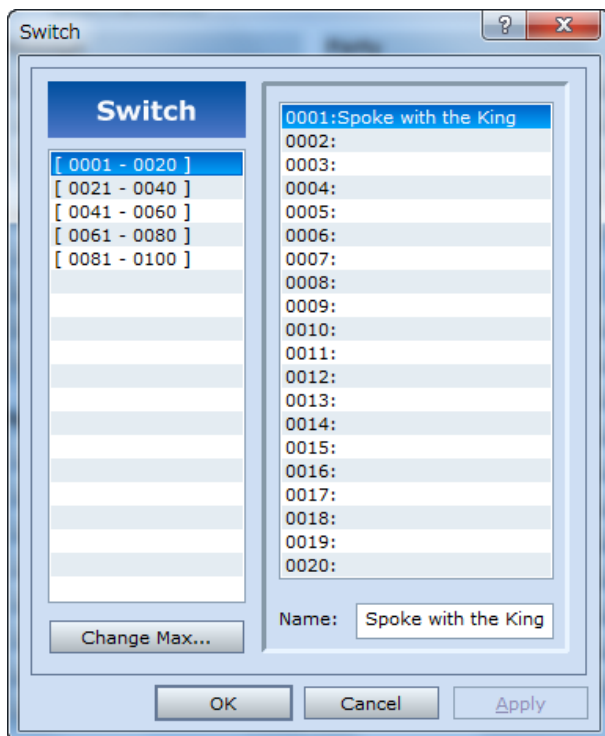 Switch
Switch
[ 0001 - 0020 ]
[ 0021 - 0040 ]
[ 0041 - 0060 ]
[ 0061 - 0080 ]
[ 0081 - 0100 ]
Change Max...
0001:Spoke with the King
0002:
0003:
0004:
0005:
0006:
0007:
0008:
0009:
0010:
0011:
0012:
0013:
0014:
0015:
0016:
0017:
0018:
0019:
0020:
Name: Spoke with the King
OK Cancel Apply